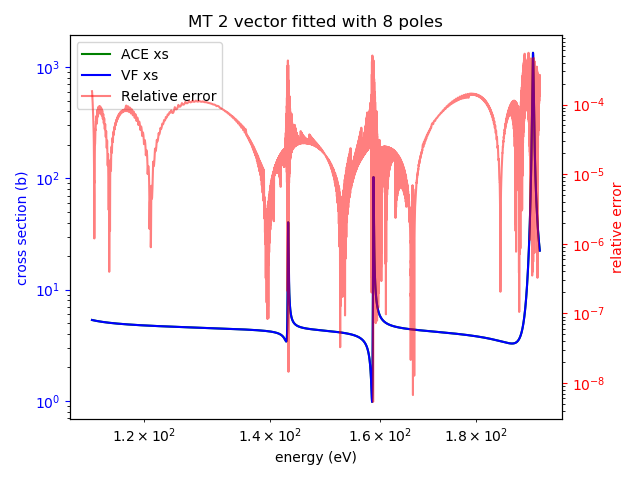 MT 2 vector fitted with 8 poles
ACE xs
VF xs
Relative error
cross section (b)
10³
10²
10¹
10⁰
relative error
10⁻⁴
10⁻⁵
10⁻⁶
10⁻⁷
10⁻⁸
1.2 × 10²
1.4 × 10²
1.6 × 10²
1.8 × 10²
energy (eV)